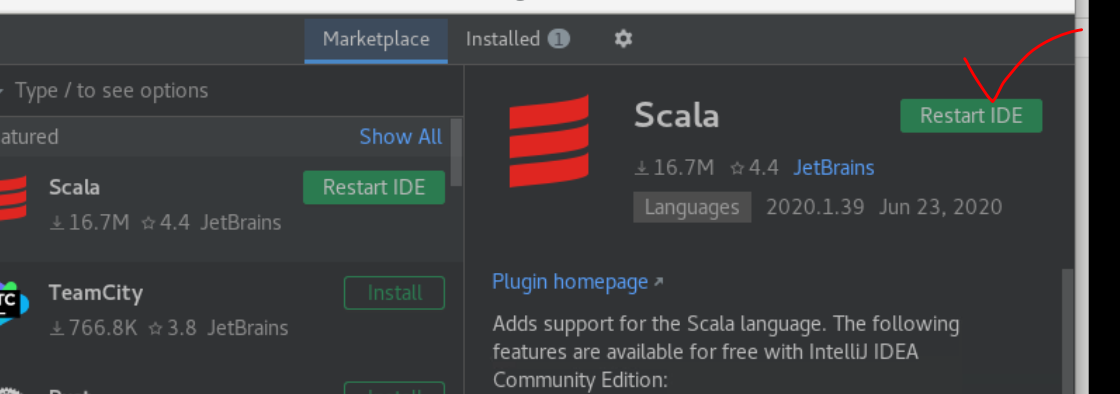 Marketplace Installed 1
Type / to see options
atured Show All
Scala Restart IDE
16.7M 4.4 JetBrains
TeamCity Install
766.8K 3.8 JetBrains
Scala Restart IDE
16.7M 4.4 JetBrains
Languages 2020.1.39 Jun 23, 2020
Plugin homepage
Adds support for the Scala language. The following
features are available for free with IntelliJ IDEA
Community Edition: